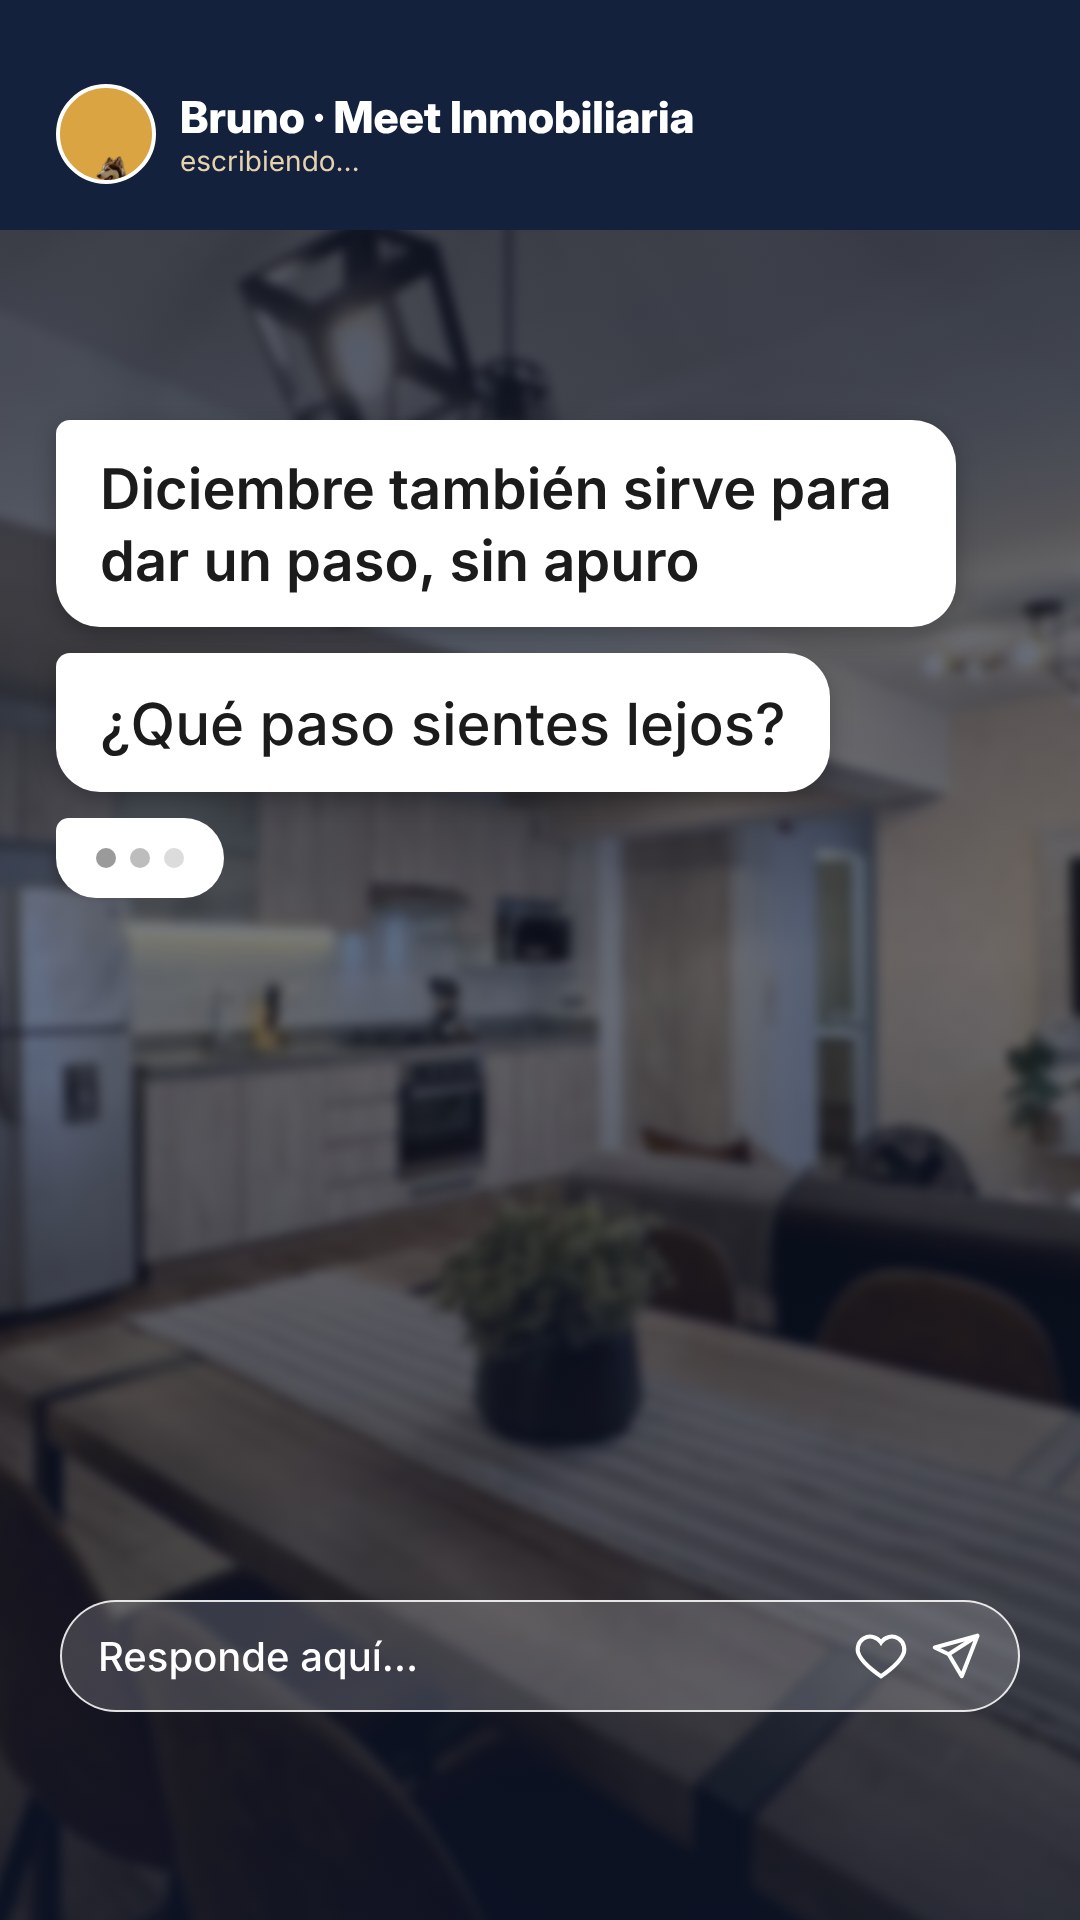 Bruno · Meet Inmobiliaria
escribiendo...
Diciembre también sirve para
dar un paso, sin apuro
¿Qué paso sientes lejos?
Responde aquí...